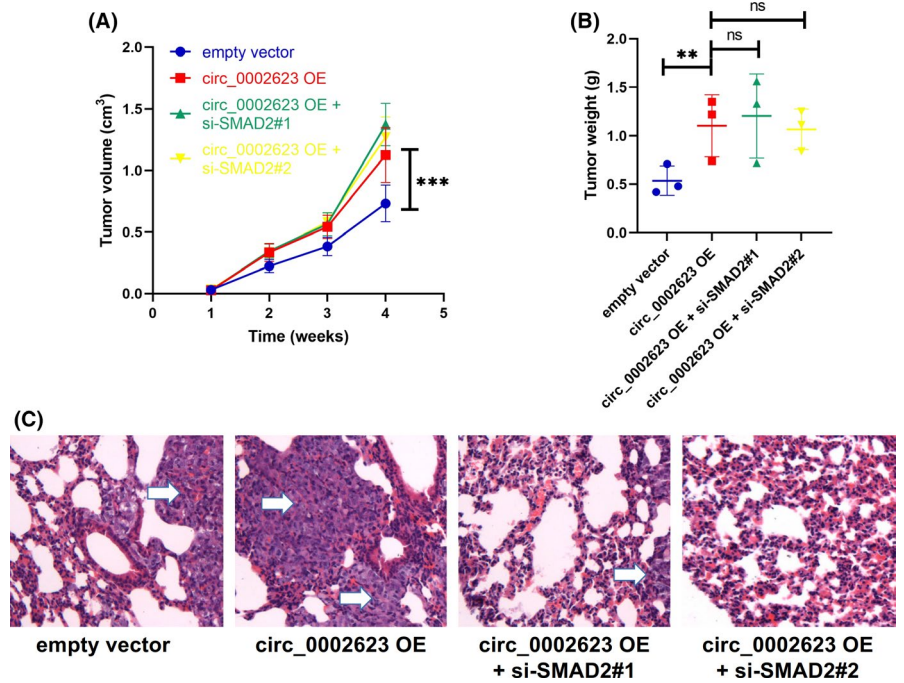 (A)
2.0
1.5
1.0
0.5
0.0
Tumor volume (cm³)
empty vector
circ_0002623 OE
circ_0002623 OE +
si-SMAD2#1
circ_0002623 OE +
si-SMAD2#2
***
0 1 2 3 4 5
Time (weeks)
(B)
ns
ns
**
2.0
1.5
1.0
0.5
0.0
Tumor weight (g)
empty vector
circ_0002623 OE
circ_0002623 OE + si-SMAD2#1
circ_0002623 OE + si-SMAD2#2
(C)
empty vector
circ_0002623 OE
circ_0002623 OE
+ si-SMAD2#1
circ_0002623 OE
+ si-SMAD2#2